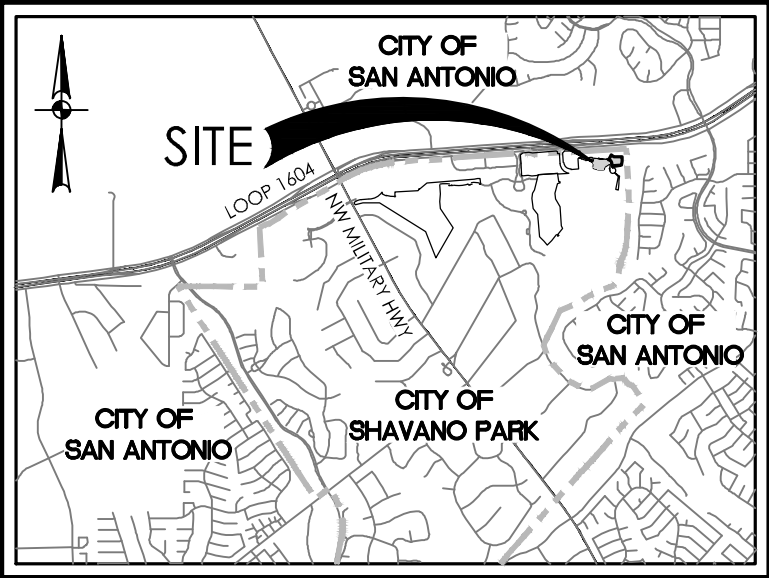 CITY OF
SAN ANTONIO
SITE
LOOP 1604
NW MILITARY HWY
CITY OF
SAN ANTONIO
CITY OF
SHAVANO PARK
CITY OF
SAN ANTONIO